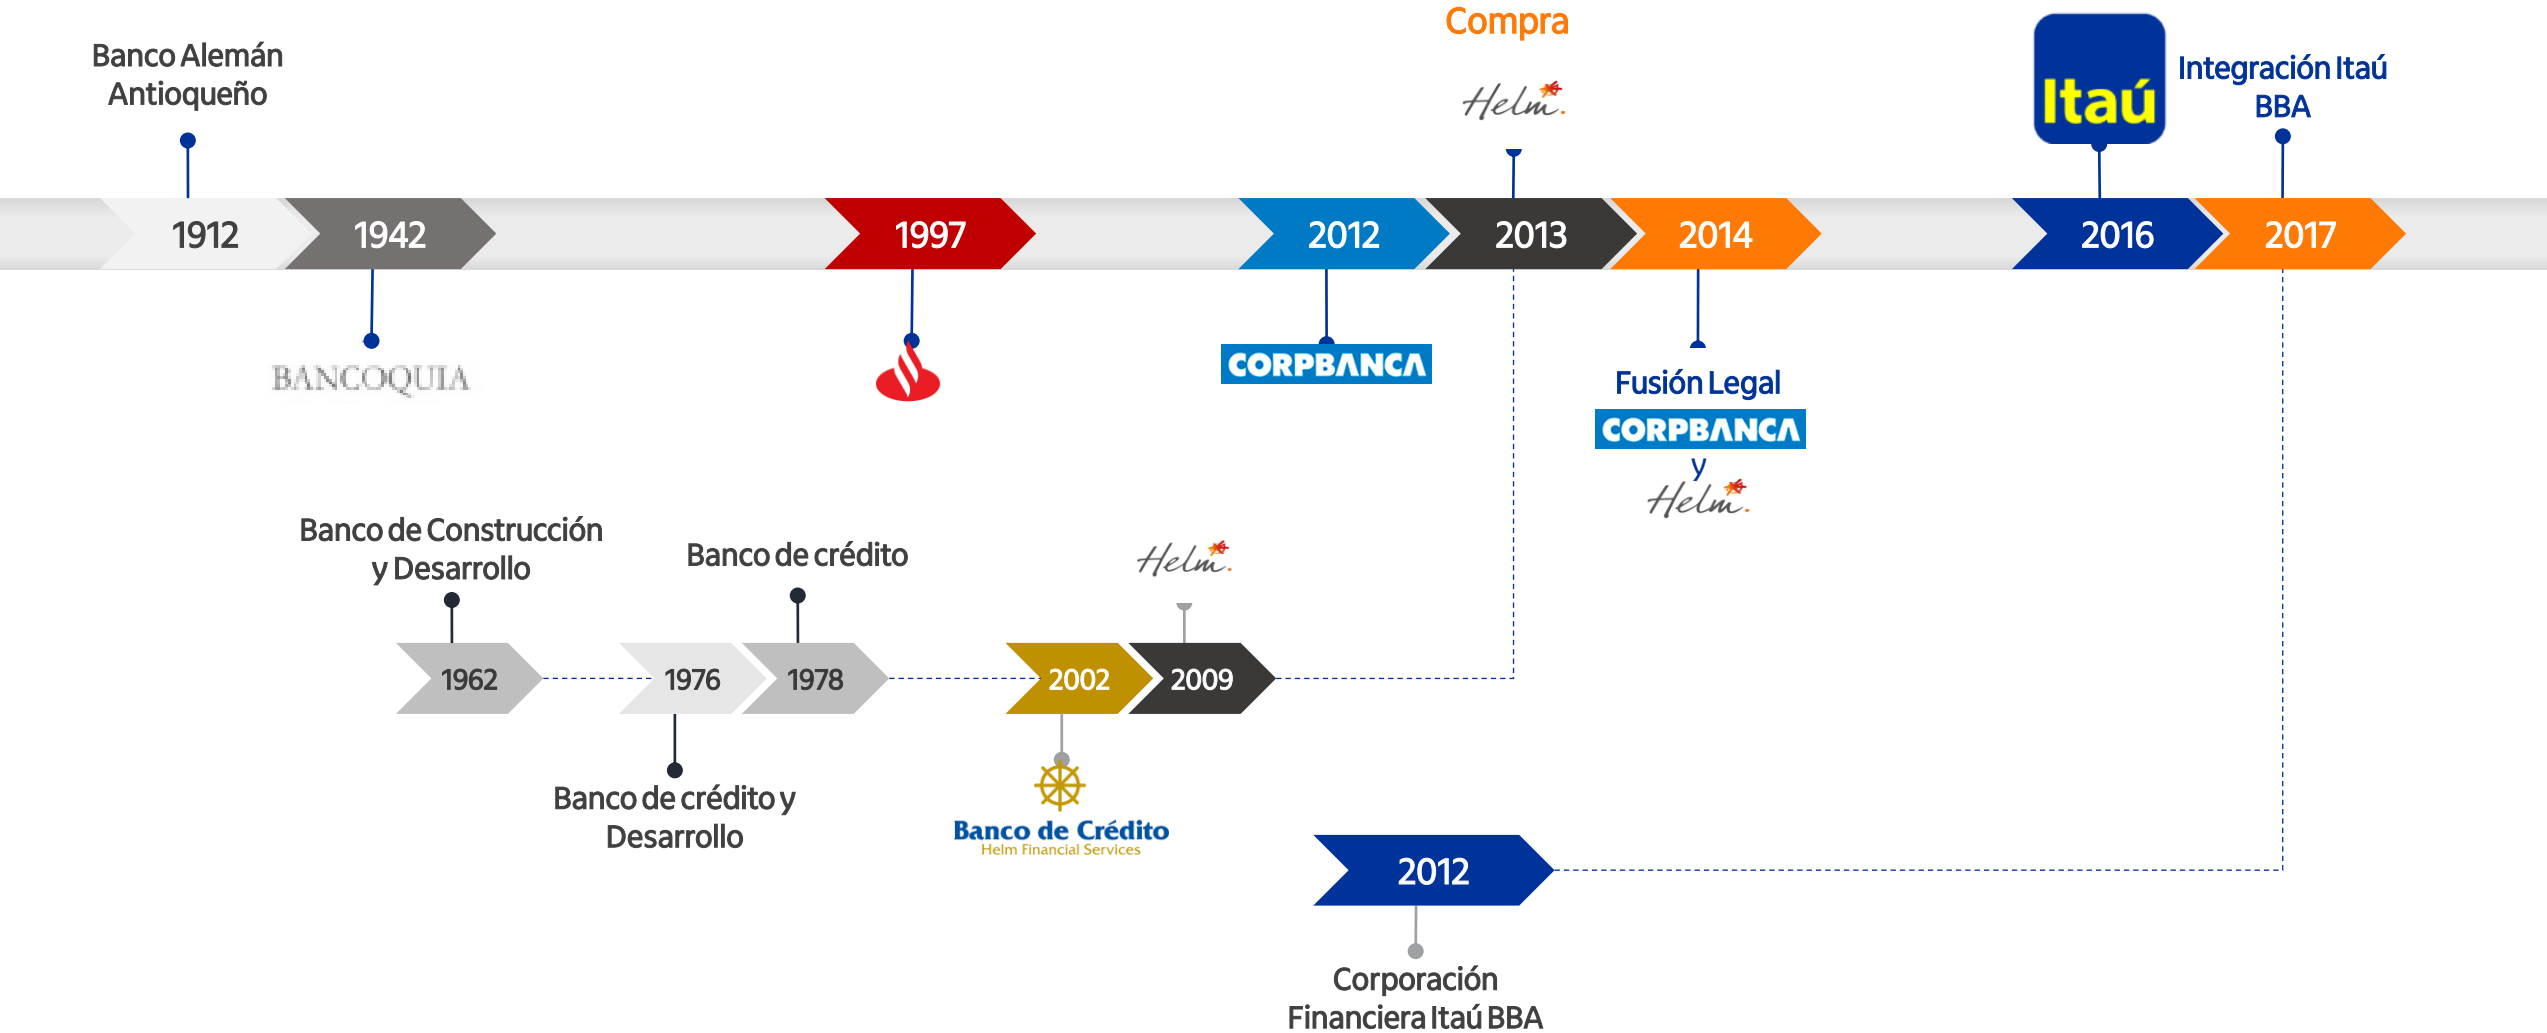 Compra
Banco Alemán
Antioqueño
Helm.
Itaú
Integración Itaú
BBA
1912
1942
1997
2012
2013
2014
2016
2017
BANCOQUIA
CORPBANCA
Fusión Legal
CORPBANCA
y
Helm.
Banco de Construcción
y Desarrollo
Banco de crédito
Helm.
1962
1976
1978
2002
2009
Banco de crédito y
Desarrollo
Banco de Crédito
Helm Financial Services
2012
Corporación
Financiera Itaú BBA